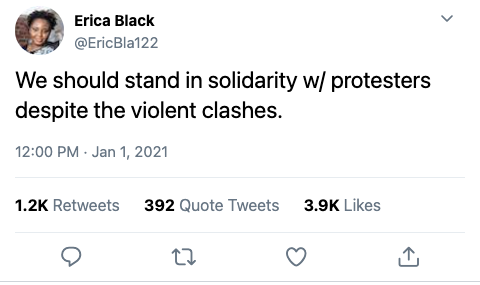 Erica Black
@EricBla122
We should stand in solidarity w/ protesters
despite the violent clashes.
12:00 PM · Jan 1, 2021
1.2K Retweets 392 Quote Tweets 3.9K Likes